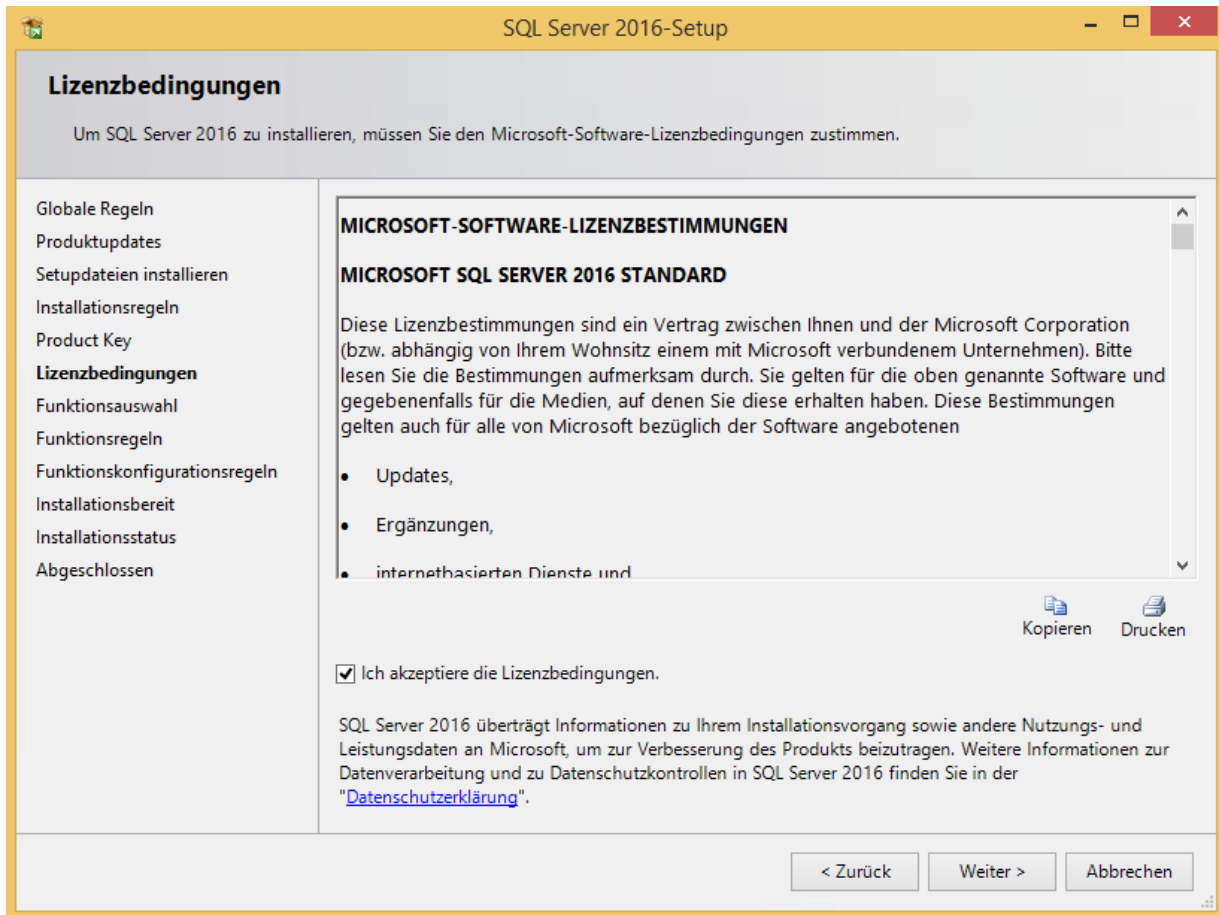 SQL Server 2016-Setup
Lizenzbedingungen
Um SQL Server 2016 zu installieren, müssen Sie den Microsoft-Software-Lizenzbedingungen zustimmen.
Globale Regeln
Produktupdates
Setupdateien installieren
Installationsregeln
Product Key
Lizenzbedingungen
Funktionsauswahl
Funktionsregeln
Funktionskonfigurationsregeln
Installationsbereit
Installationsstatus
Abgeschlossen
MICROSOFT-SOFTWARE-LIZENZBESTIMMUNGEN
MICROSOFT SQL SERVER 2016 STANDARD
Diese Lizenzbestimmungen sind ein Vertrag zwischen Ihnen und der Microsoft Corporation
(bzw. abhängig von Ihrem Wohnsitz einem mit Microsoft verbundenem Unternehmen). Bitte
lesen Sie die Bestimmungen aufmerksam durch. Sie gelten für die oben genannte Software und
gegebenenfalls für die Medien, auf denen Sie diese erhalten haben. Diese Bestimmungen
gelten auch für alle von Microsoft bezüglich der Software angebotenen
• Updates,
• Ergänzungen,
• internetbasierten Dienste und
Kopieren Drucken
Ich akzeptiere die Lizenzbedingungen.
SQL Server 2016 überträgt Informationen zu Ihrem Installationsvorgang sowie andere Nutzungs- und
Leistungsdaten an Microsoft, um zur Verbesserung des Produkts beizutragen. Weitere Informationen zur
Datenverarbeitung und zu Datenschutzkontrollen in SQL Server 2016 finden Sie in der
"Datenschutzerklärung".
< Zurück Weiter > Abbrechen